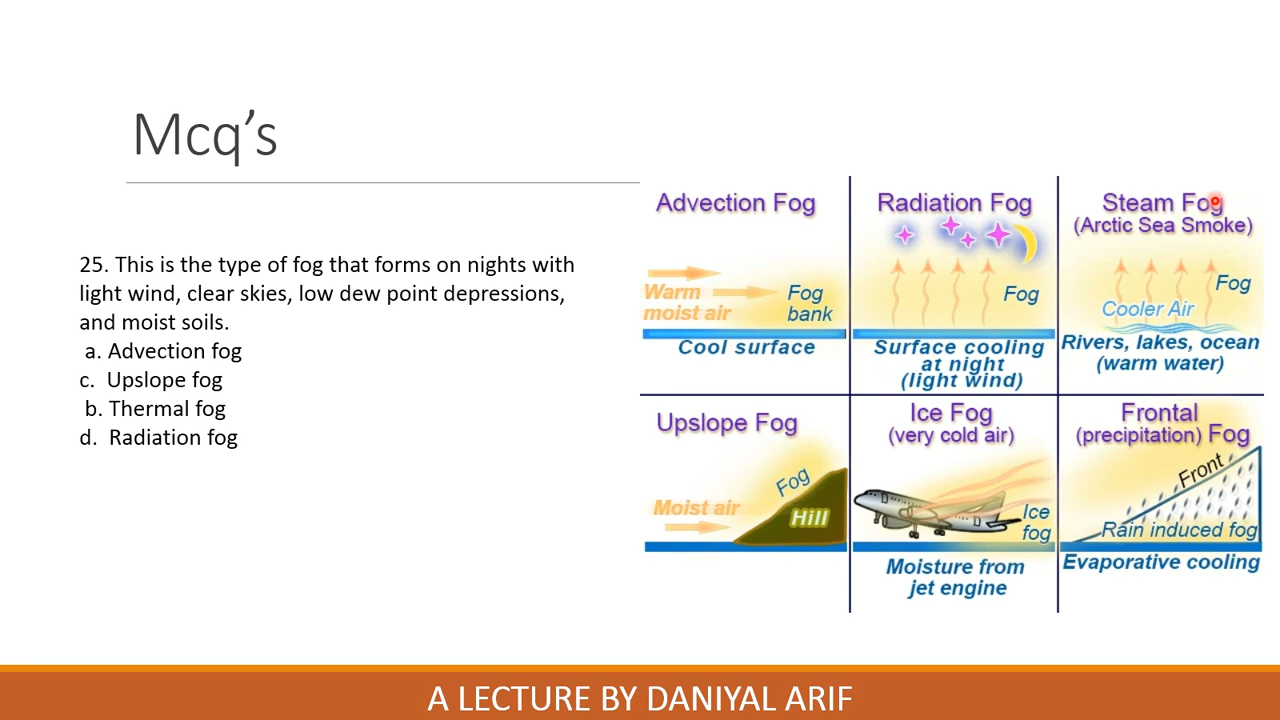 Mcq’s
25. This is the type of fog that forms on nights with
light wind, clear skies, low dew point depressions,
and moist soils.
a. Advection fog
c. Upslope fog
b. Thermal fog
d. Radiation fog
Advection Fog
Warm
moist air
Fog
bank
Cool surface
Radiation Fog
Fog
Surface cooling
at night
(light wind)
Steam Fog
(Arctic Sea Smoke)
Fog
Cooler Air
Rivers, lakes, ocean
(warm water)
Upslope Fog
Fog
Moist air
Hill
Ice Fog
(very cold air)
Ice
fog
Moisture from
jet engine
Frontal
(precipitation) Fog
Front
Rain induced fog
Evaporative cooling
A LECTURE BY DANIYAL ARIF